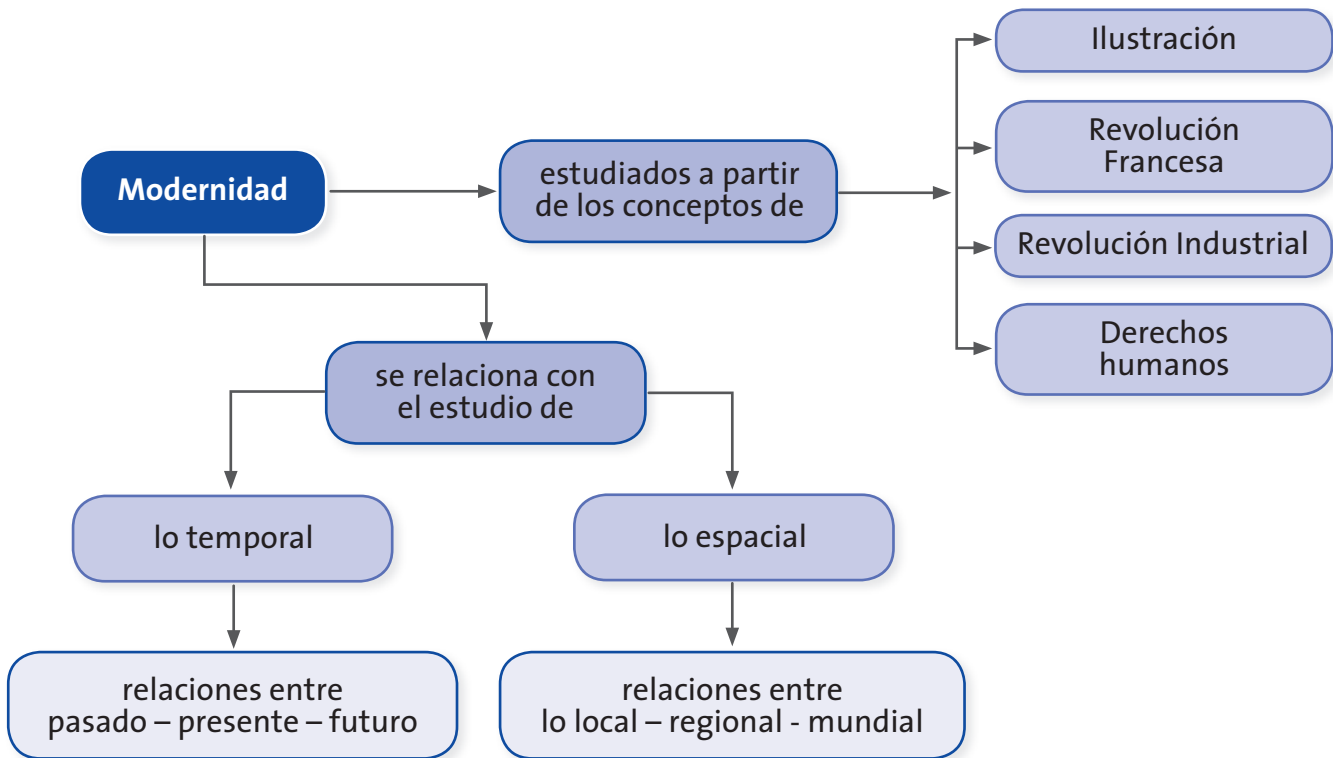 Modernidad
estudiados a partir
de los conceptos de
Ilustración
Revolución
Francesa
Revolución Industrial
Derechos
humanos
se relaciona con
el estudio de
lo temporal
lo espacial
relaciones entre
pasado – presente – futuro
relaciones entre
lo local – regional - mundial